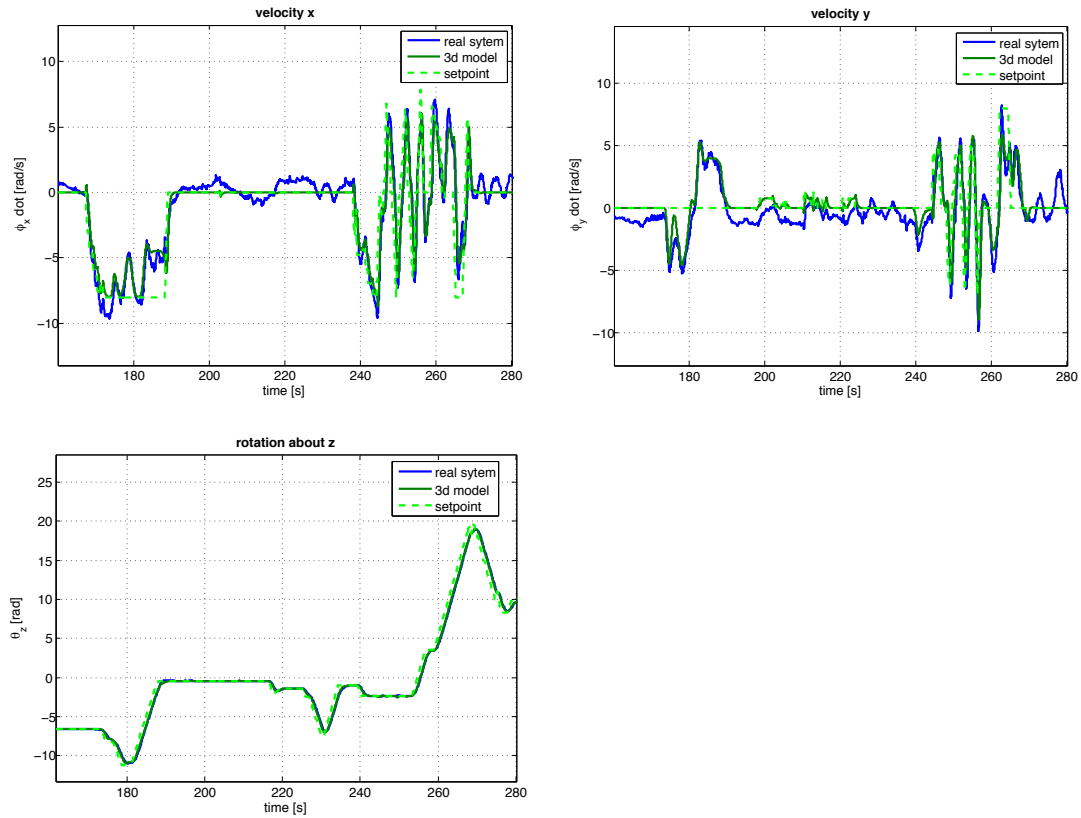 velocity x
real sytem
3d model
setpoint
10
5
0
−5
−10
ϕx dot [rad/s]
180
200
220
240
260
280
time [s]
velocity y
real sytem
3d model
setpoint
10
5
0
−5
−10
ϕy dot [rad/s]
180
200
220
240
260
280
time [s]
rotation about z
real sytem
3d model
setpoint
25
20
15
10
5
0
−5
−10
θz [rad]
180
200
220
240
260
280
time [s]